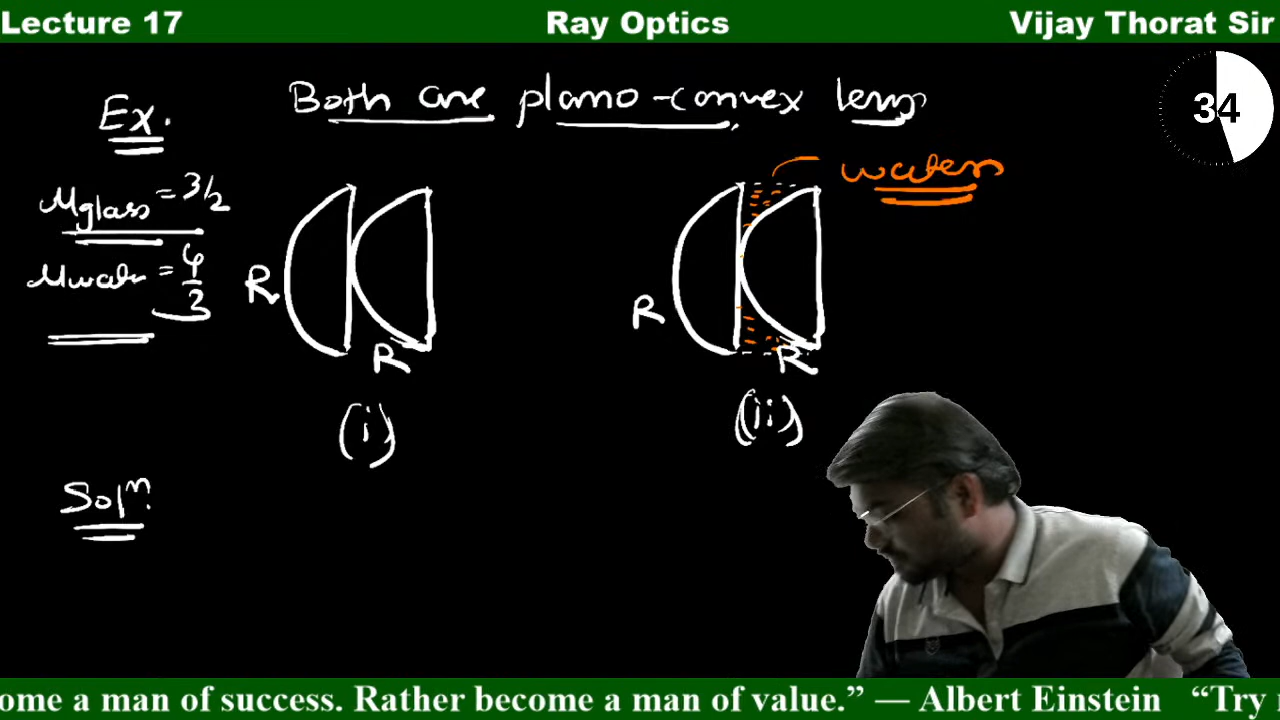 Lecture 17 Ray Optics Vijay Thorat Sir
34
Ex. Both are plano-convex lens
water
μglass = 3/2
μwater = 4/3
R R
R R
(i) (ii)
Solⁿ.
ome a man of success. Rather become a man of value.” — Albert Einstein “Try